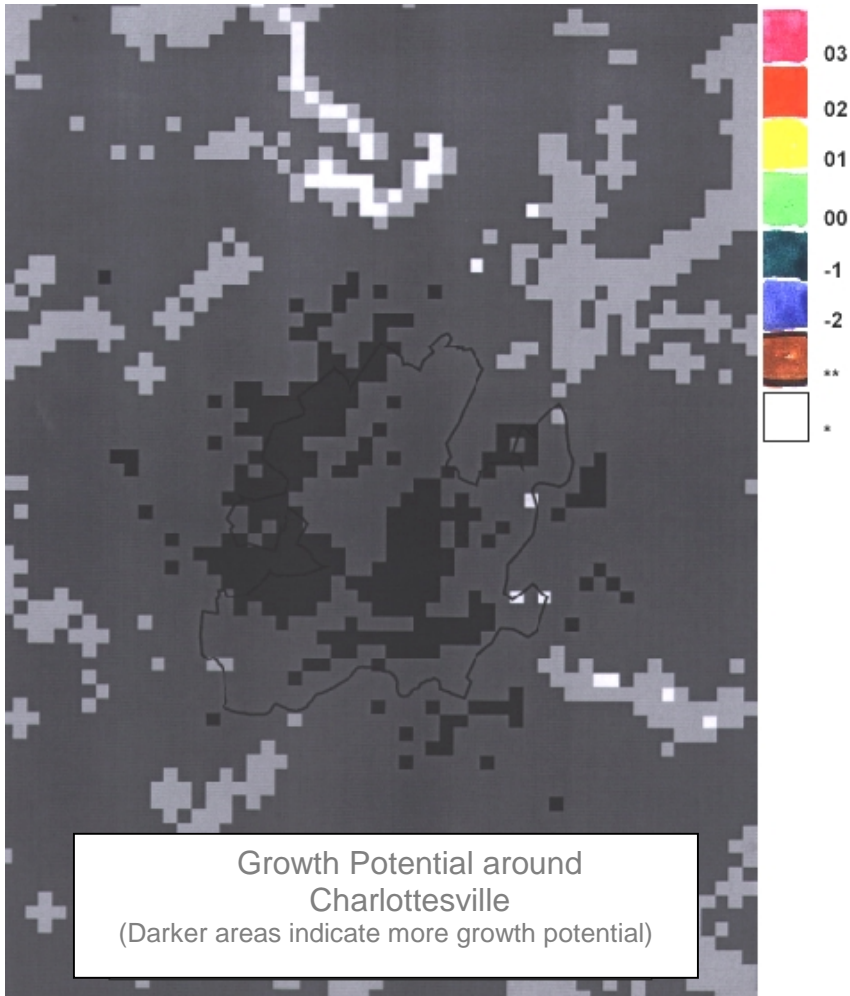 03
02
01
00
-1
-2
**
*
Growth Potential around
Charlottesville
(Darker areas indicate more growth potential)